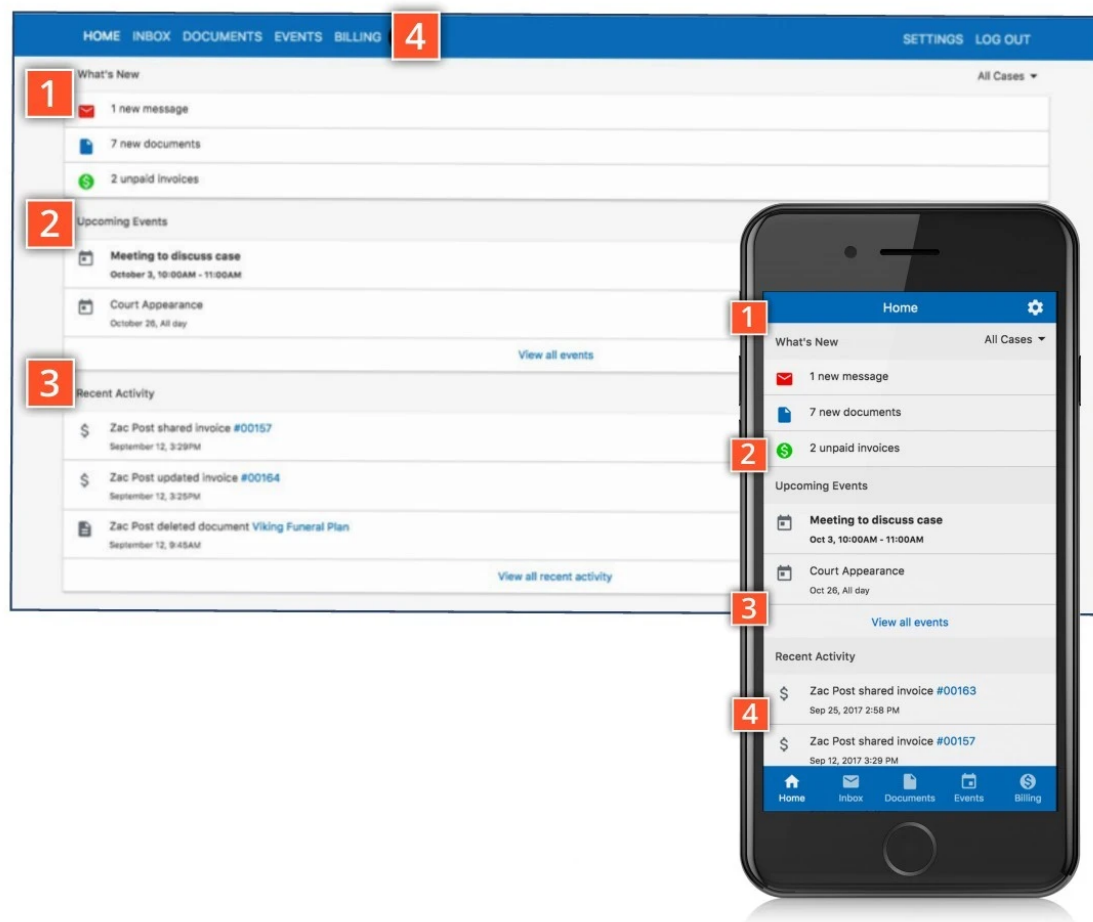 HOME INBOX DOCUMENTS EVENTS BILLING 4 SETTINGS LOG OUT
1 What's New All Cases
1 new message
7 new documents
2 unpaid invoices
2 Upcoming Events
Meeting to discuss case
October 3, 10:00AM - 11:00AM
Court Appearance
October 26, All day
View all events
3 Recent Activity
Zac Post shared invoice #00157
September 12, 3:29PM
Zac Post updated invoice #00164
September 12, 3:25PM
Zac Post deleted document Viking Funeral Plan
September 12, 9:45AM
View all recent activity
Home
1
What's New All Cases
1 new message
7 new documents
2 2 unpaid invoices
Upcoming Events
Meeting to discuss case
Oct 3, 10:00AM - 11:00AM
Court Appearance
Oct 26, All day
3
View all events
Recent Activity
Zac Post shared invoice #00163
4 Sep 25, 2017 2:58 PM
Zac Post shared invoice #00157
Sep 12, 2017 3:29 PM
Home Inbox Documents Events Billing